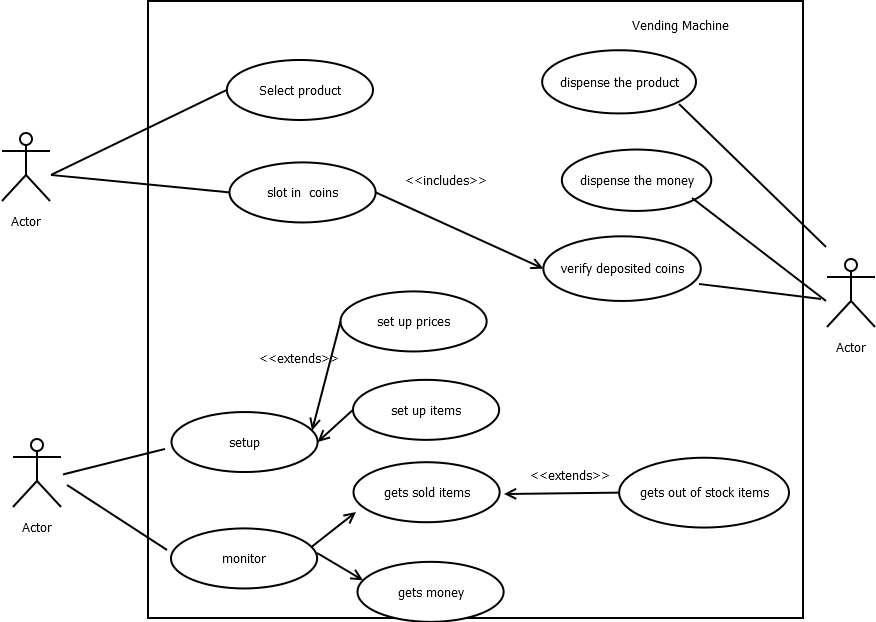 Vending Machine
Select product
dispense the product
Actor
slot in  coins
<<includes>>
dispense the money
verify deposited coins
Actor
set up prices
<<extends>>
set up items
setup
Actor
gets sold items
<<extends>>
gets out of stock items
monitor
gets money